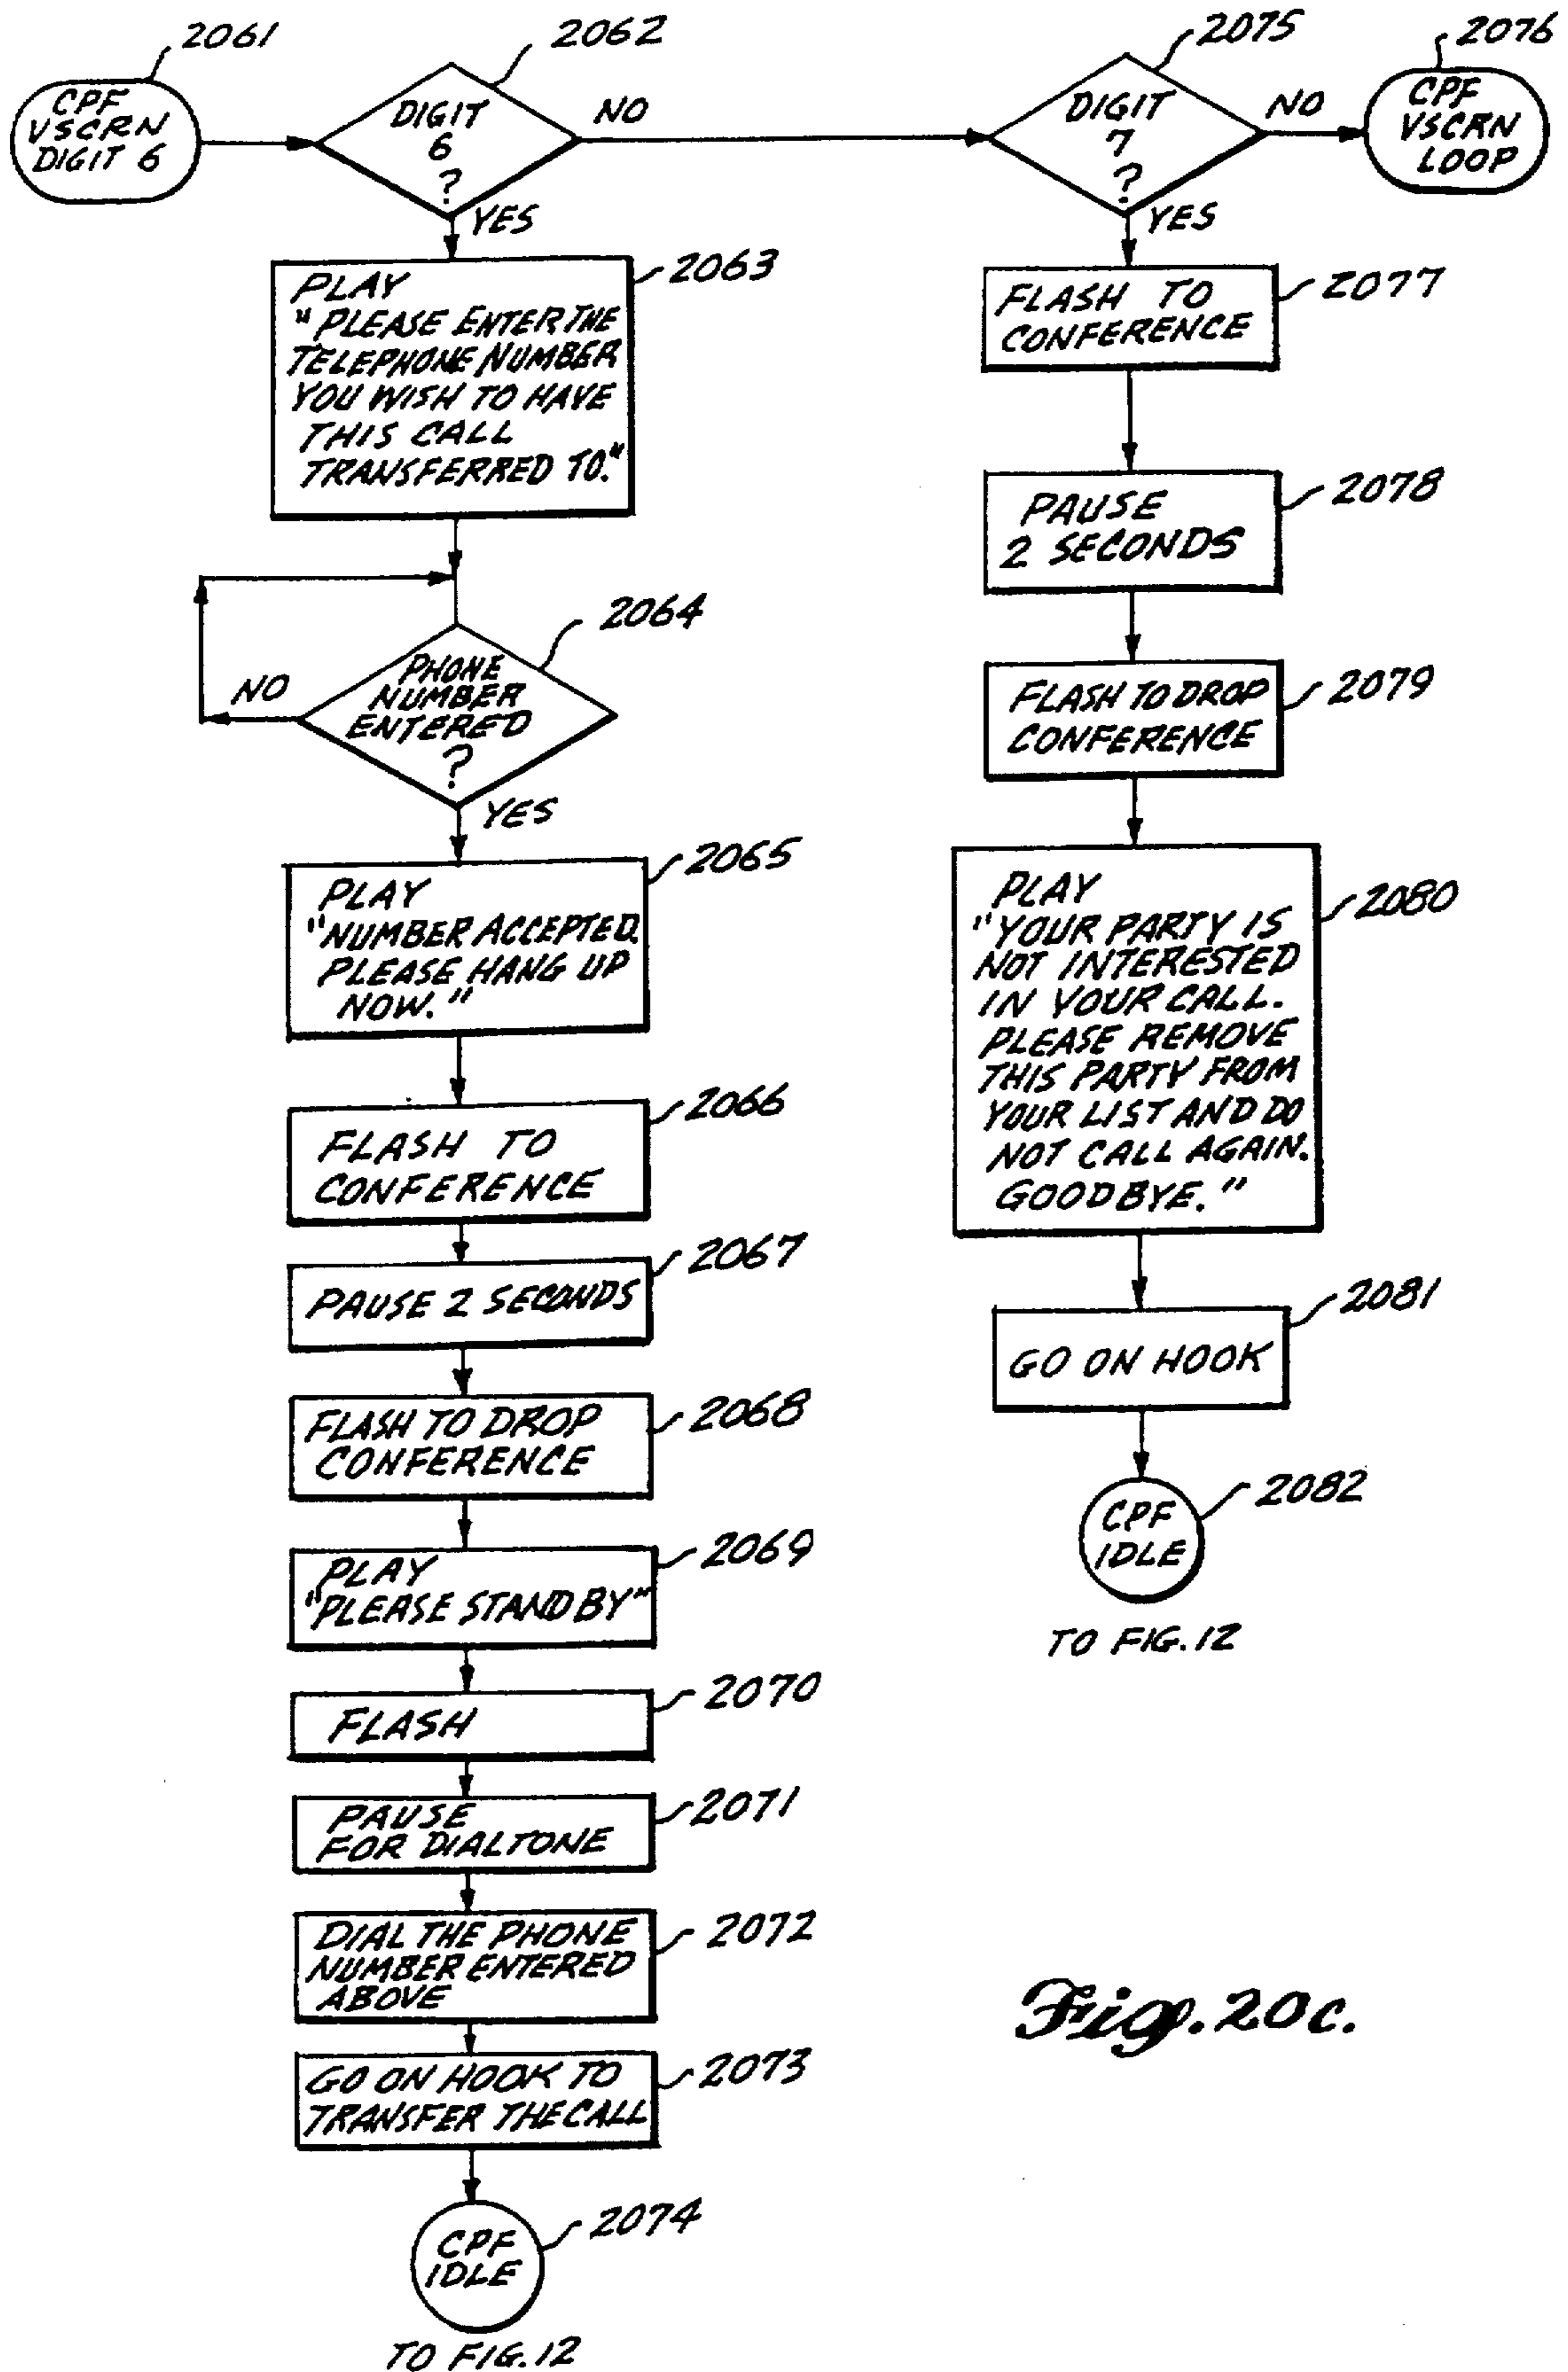 2061
CPF
VSCRN
DIGIT 6
2062
DIGIT
6
?
NO
YES
2075
DIGIT
7
?
NO
YES
2076
CPF
VSCRN
LOOP
2063
PLAY
"PLEASE ENTER THE
TELEPHONE NUMBER
YOU WISH TO HAVE
THIS CALL
TRANSFERRED TO."
2064
PHONE
NUMBER
ENTERED
?
NO
YES
2065
PLAY
"NUMBER ACCEPTED.
PLEASE HANG UP
NOW."
2066
FLASH TO
CONFERENCE
2067
PAUSE 2 SECONDS
2068
FLASH TO DROP
CONFERENCE
2069
PLAY
"PLEASE STAND BY"
2070
FLASH
2071
PAUSE
FOR DIALTONE
2072
DIAL THE PHONE
NUMBER ENTERED
ABOVE
2073
GO ON HOOK TO
TRANSFER THE CALL
2074
CPF
IDLE
TO FIG. 12
2077
FLASH TO
CONFERENCE
2078
PAUSE
2 SECONDS
2079
FLASH TO DROP
CONFERENCE
2080
PLAY
"YOUR PARTY IS
NOT INTERESTED
IN YOUR CALL.
PLEASE REMOVE
THIS PARTY FROM
YOUR LIST AND DO
NOT CALL AGAIN.
GOODBYE."
2081
GO ON HOOK
2082
CPF
IDLE
TO FIG. 12
Fig. 20c.